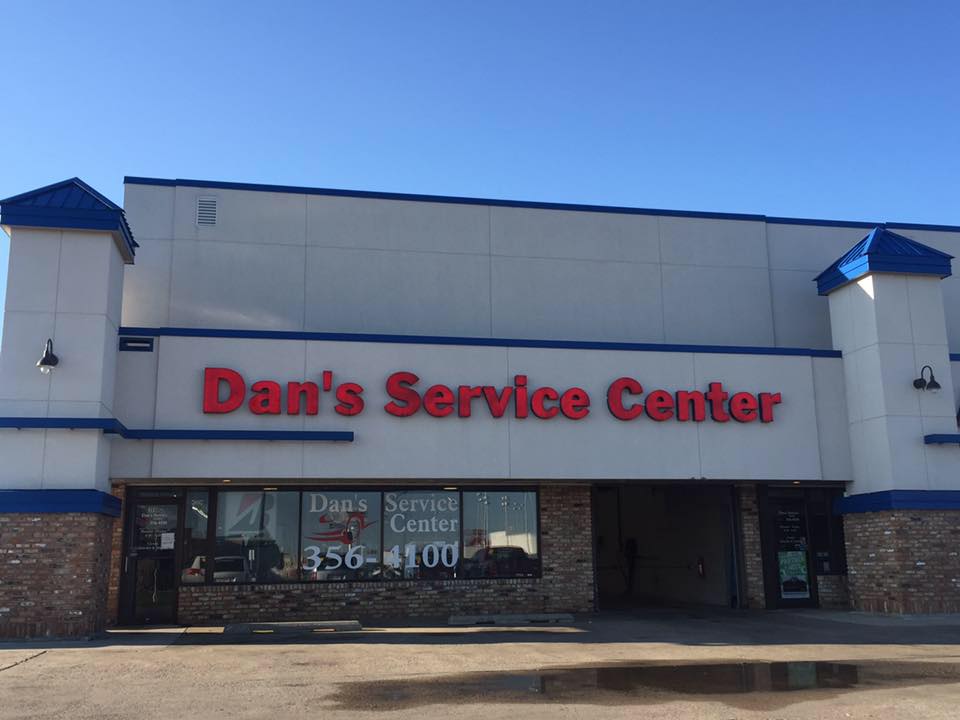 Dan's Service Center
Dan's Service
Center
356-4100